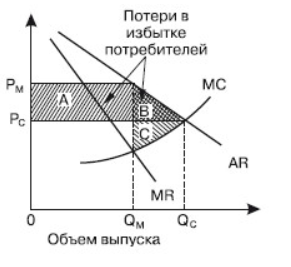 Потери в
избытке
потребителей
P_M
A
B
MC
P_C
C
AR
MR
0
Q_M
Q_C
Объем выпуска